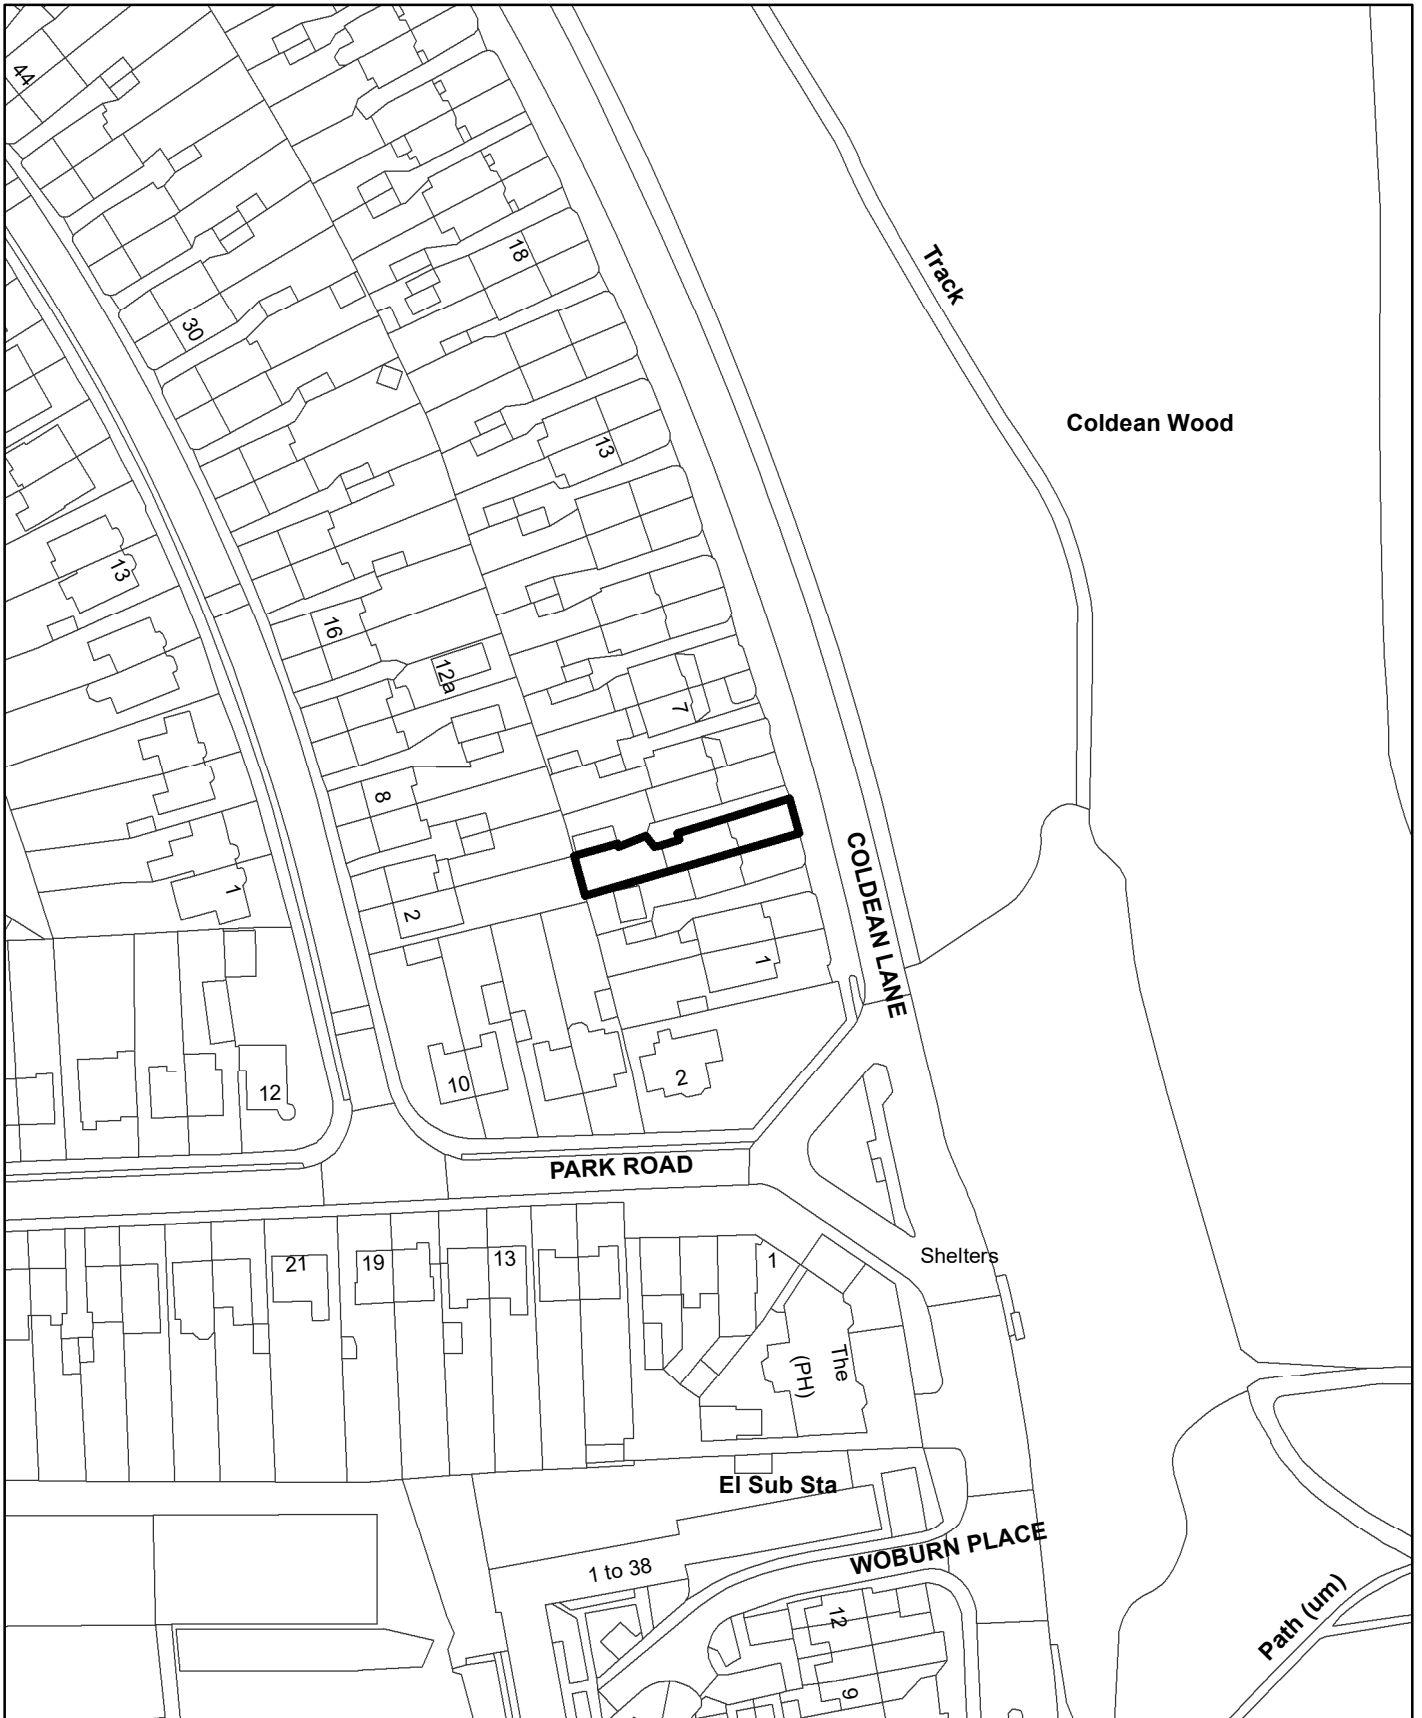 44
18
Track
30
Coldean Wood
13
13
16
12a
7
8
1
2
COLDEAN LANE
1
10
2
12
PARK ROAD
21
19
13
1
Shelters
The
(PH)
El Sub Sta
1 to 38
WOBURN PLACE
12
9
Path (um)